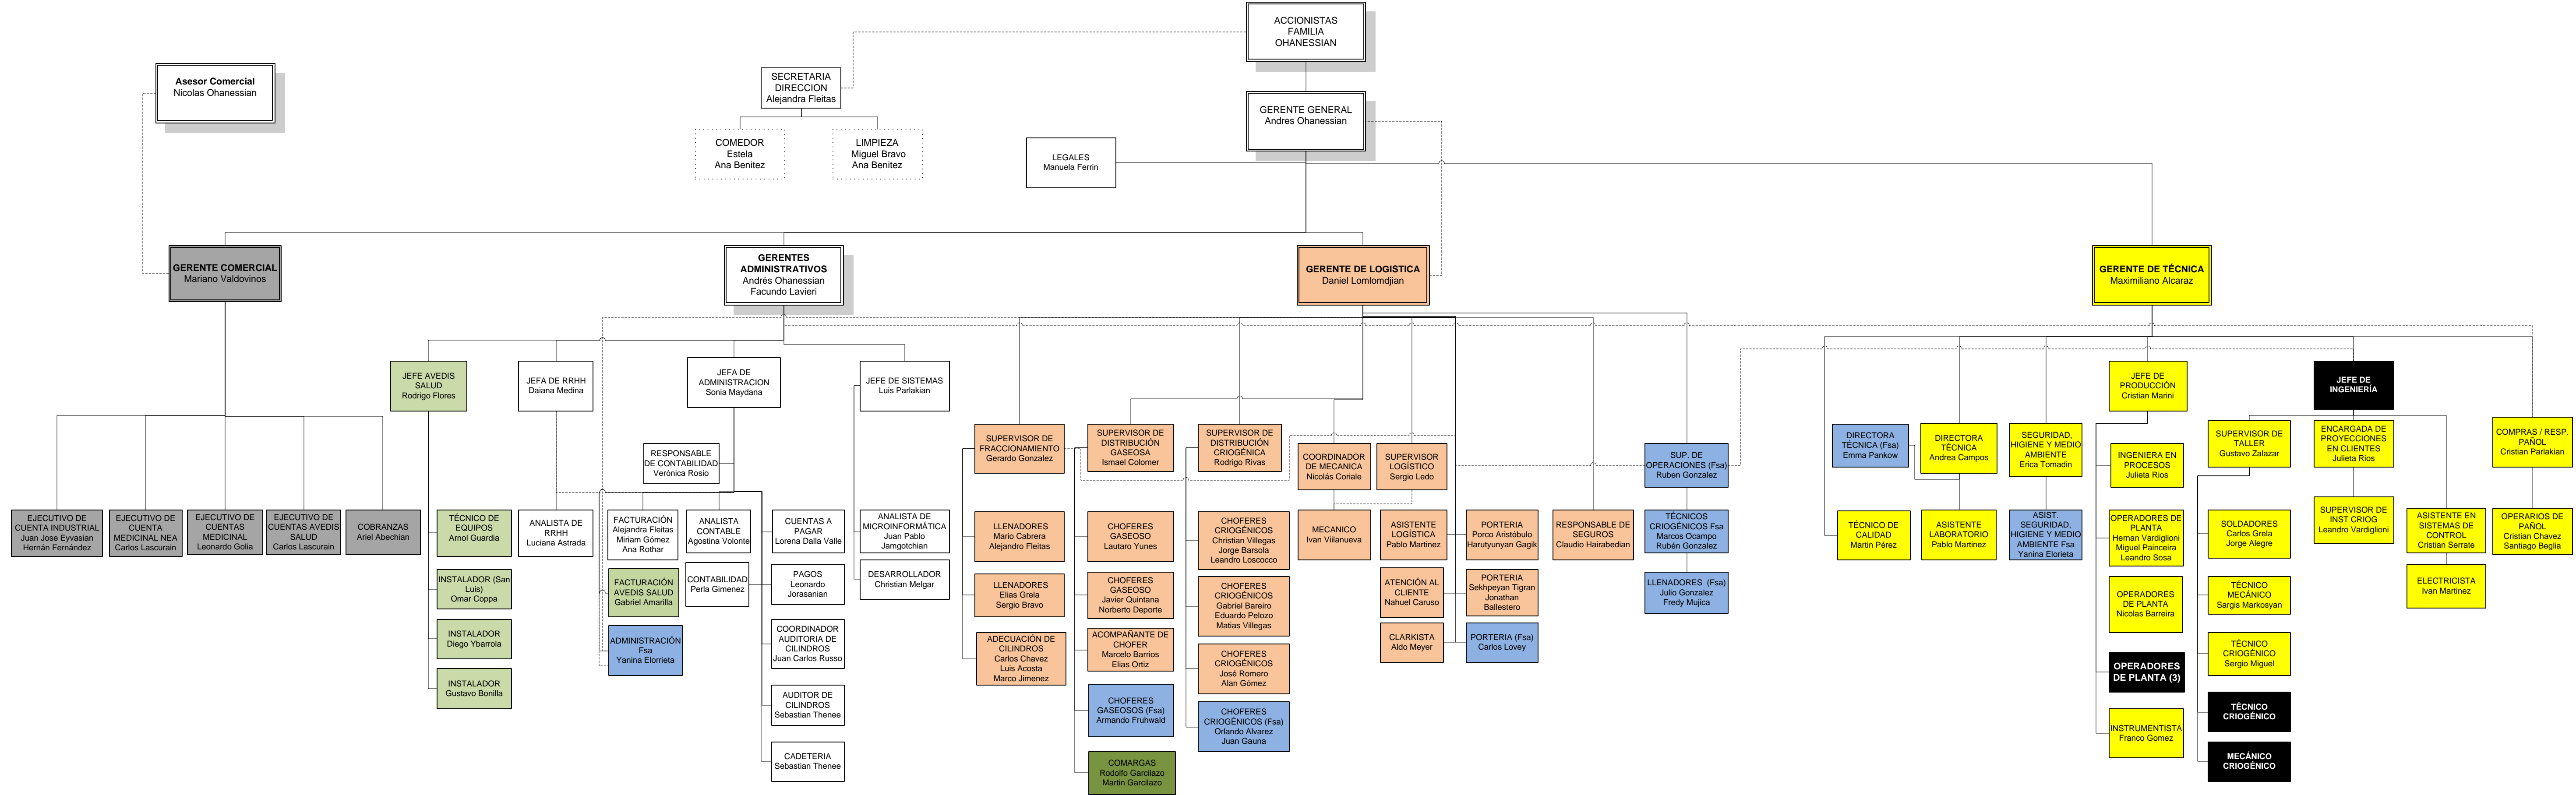 ACCIONISTAS
FAMILIA
OHANESSIAN
Asesor Comercial
Nicolas Ohanessian
SECRETARIA
DIRECCION
Alejandra Fleitas
GERENTE GENERAL
Andres Ohanessian
COMEDOR
Estela
Ana Benitez
LIMPIEZA
Miguel Bravo
Ana Benitez
LEGALES
Manuela Ferrin
GERENTE COMERCIAL
Mariano Valdovinos
GERENTES
ADMINISTRATIVOS
Andrés Ohanessian
Facundo Lavieri
GERENTE DE LOGISTICA
Daniel Lomlomdjian
GERENTE DE TÉCNICA
Maximiliano Alcaraz
EJECUTIVO DE
CUENTA INDUSTRIAL
Juan Jose Eyvasian
Hernán Fernández
EJECUTIVO DE
CUENTA
MEDICINAL NEA
Carlos Lascurain
EJECUTIVO DE
CUENTAS
MEDICINAL
Leonardo Golia
EJECUTIVO DE
CUENTAS AVEDIS
SALUD
Carlos Lascurain
COBRANZAS
Ariel Abechian
JEFE AVEDIS
SALUD
Rodrigo Flores
TÉCNICO DE
EQUIPOS
Arnol Guardia
INSTALADOR (San
Luis)
Omar Coppa
INSTALADOR
Diego Ybarrola
INSTALADOR
Gustavo Bonilla
JEFA DE RRHH
Daiana Medina
ANALISTA DE
RRHH
Luciana Astrada
JEFA DE
ADMINISTRACION
Sonia Maydana
RESPONSABLE
DE CONTABILIDAD
Verónica Rosio
FACTURACIÓN
Alejandra Fleitas
Miriam Gómez
Ana Rothar
FACTURACIÓN
AVEDIS SALUD
Gabriel Amarilla
ADMINISTRACIÓN
Fsa
Yanina Elorrieta
ANALISTA
CONTABLE
Agostina Volonte
CONTABILIDAD
Perla Gimenez
CUENTAS A
PAGAR
Lorena Dalla Valle
PAGOS
Leonardo
Jorasanian
COORDINADOR
AUDITORIA DE
CILINDROS
Juan Carlos Russo
AUDITOR DE
CILINDROS
Sebastian Thenee
CADETERIA
Sebastian Thenee
JEFE DE SISTEMAS
Luis Parlakian
ANALISTA DE
MICROINFORMÁTICA
Juan Pablo
Jamgotchian
DESARROLLADOR
Christian Melgar
SUPERVISOR DE
FRACCIONAMIENTO
Gerardo Gonzalez
LLENADORES
Mario Cabrera
Alejandro Fleitas
LLENADORES
Elias Grela
Sergio Bravo
ADECUACIÓN DE
CILINDROS
Carlos Chavez
Luis Acosta
Marco Jimenez
SUPERVISOR DE
DISTRIBUCIÓN
GASEOSA
Ismael Colomer
CHOFERES
GASEOSO
Lautaro Yunes
CHOFERES
GASEOSO
Javier Quintana
Norberto Deporte
ACOMPAÑANTE DE
CHOFER
Marcelo Barrios
Elias Ortiz
CHOFERES
GASEOSOS (Fsa)
Armando Fruhwald
COMARGAS
Rodolfo Garcilazo
Martin Garcilazo
SUPERVISOR DE
DISTRIBUCIÓN
CRIOGÉNICA
Rodrigo Rivas
CHOFERES
CRIOGÉNICOS
Christian Villegas
Jorge Barsola
Leandro Loscocco
CHOFERES
CRIOGÉNICOS
Gabriel Bareiro
Eduardo Pelozo
Matias Villegas
CHOFERES
CRIOGÉNICOS
José Romero
Alan Gómez
CHOFERES
CRIOGÉNICOS (Fsa)
Orlando Alvarez
Juan Gauna
COORDINADOR
DE MECANICA
Nicolás Coriale
MECANICO
Ivan Viilanueva
SUPERVISOR
LOGÍSTICO
Sergio Ledo
ASISTENTE
LOGÍSTICA
Pablo Martinez
ATENCIÓN AL
CLIENTE
Nahuel Caruso
CLARKISTA
Aldo Meyer
PORTERIA
Porco Aristóbulo
Harutyunyan Gagik
PORTERIA
Sekhpeyan Tigran
Jonathan
Ballestero
PORTERIA (Fsa)
Carlos Lovey
RESPONSABLE DE
SEGUROS
Claudio Hairabedian
SUP. DE
OPERACIONES (Fsa)
Ruben Gonzalez
TÉCNICOS
CRIOGÉNICOS Fsa
Marcos Ocampo
Rubén Gonzalez
LLENADORES (Fsa)
Julio Gonzalez
Fredy Mujica
DIRECTORA
TÉCNICA (Fsa)
Emma Pankow
TÉCNICO DE
CALIDAD
Martin Pérez
DIRECTORA
TÉCNICA
Andrea Campos
ASISTENTE
LABORATORIO
Pablo Martinez
SEGURIDAD,
HIGIENE Y MEDIO
AMBIENTE
Erica Tomadin
ASIST.
SEGURIDAD,
HIGIENE Y MEDIO
AMBIENTE Fsa
Yanina Elorieta
JEFE DE
PRODUCCIÓN
Cristian Marini
INGENIERA EN
PROCESOS
Julieta Rios
OPERADORES DE
PLANTA
Hernan Vardiglioni
Miguel Painceira
Leandro Sosa
OPERADORES
DE PLANTA
Nicolas Barreira
OPERADORES
DE PLANTA (3)
INSTRUMENTISTA
Franco Gomez
JEFE DE
INGENIERÍA
SUPERVISOR DE
TALLER
Gustavo Zalazar
SOLDADORES
Carlos Grela
Jorge Alegre
TÉCNICO
MECÁNICO
Sargis Markosyan
TÉCNICO
CRIOGÉNICO
Sergio Miguel
TÉCNICO
CRIOGÉNICO
MECÁNICO
CRIOGÉNICO
ENCARGADA DE
PROYECCIONES
EN CLIENTES
Julieta Rios
SUPERVISOR DE
INST CRIOG
Leandro Vardiglioni
ASISTENTE EN
SISTEMAS DE
CONTROL
Cristian Serrate
ELECTRICISTA
Ivan Martinez
COMPRAS / RESP.
PAÑOL
Cristian Parlakian
OPERARIOS DE
PAÑOL
Cristian Chavez
Santiago Beglia